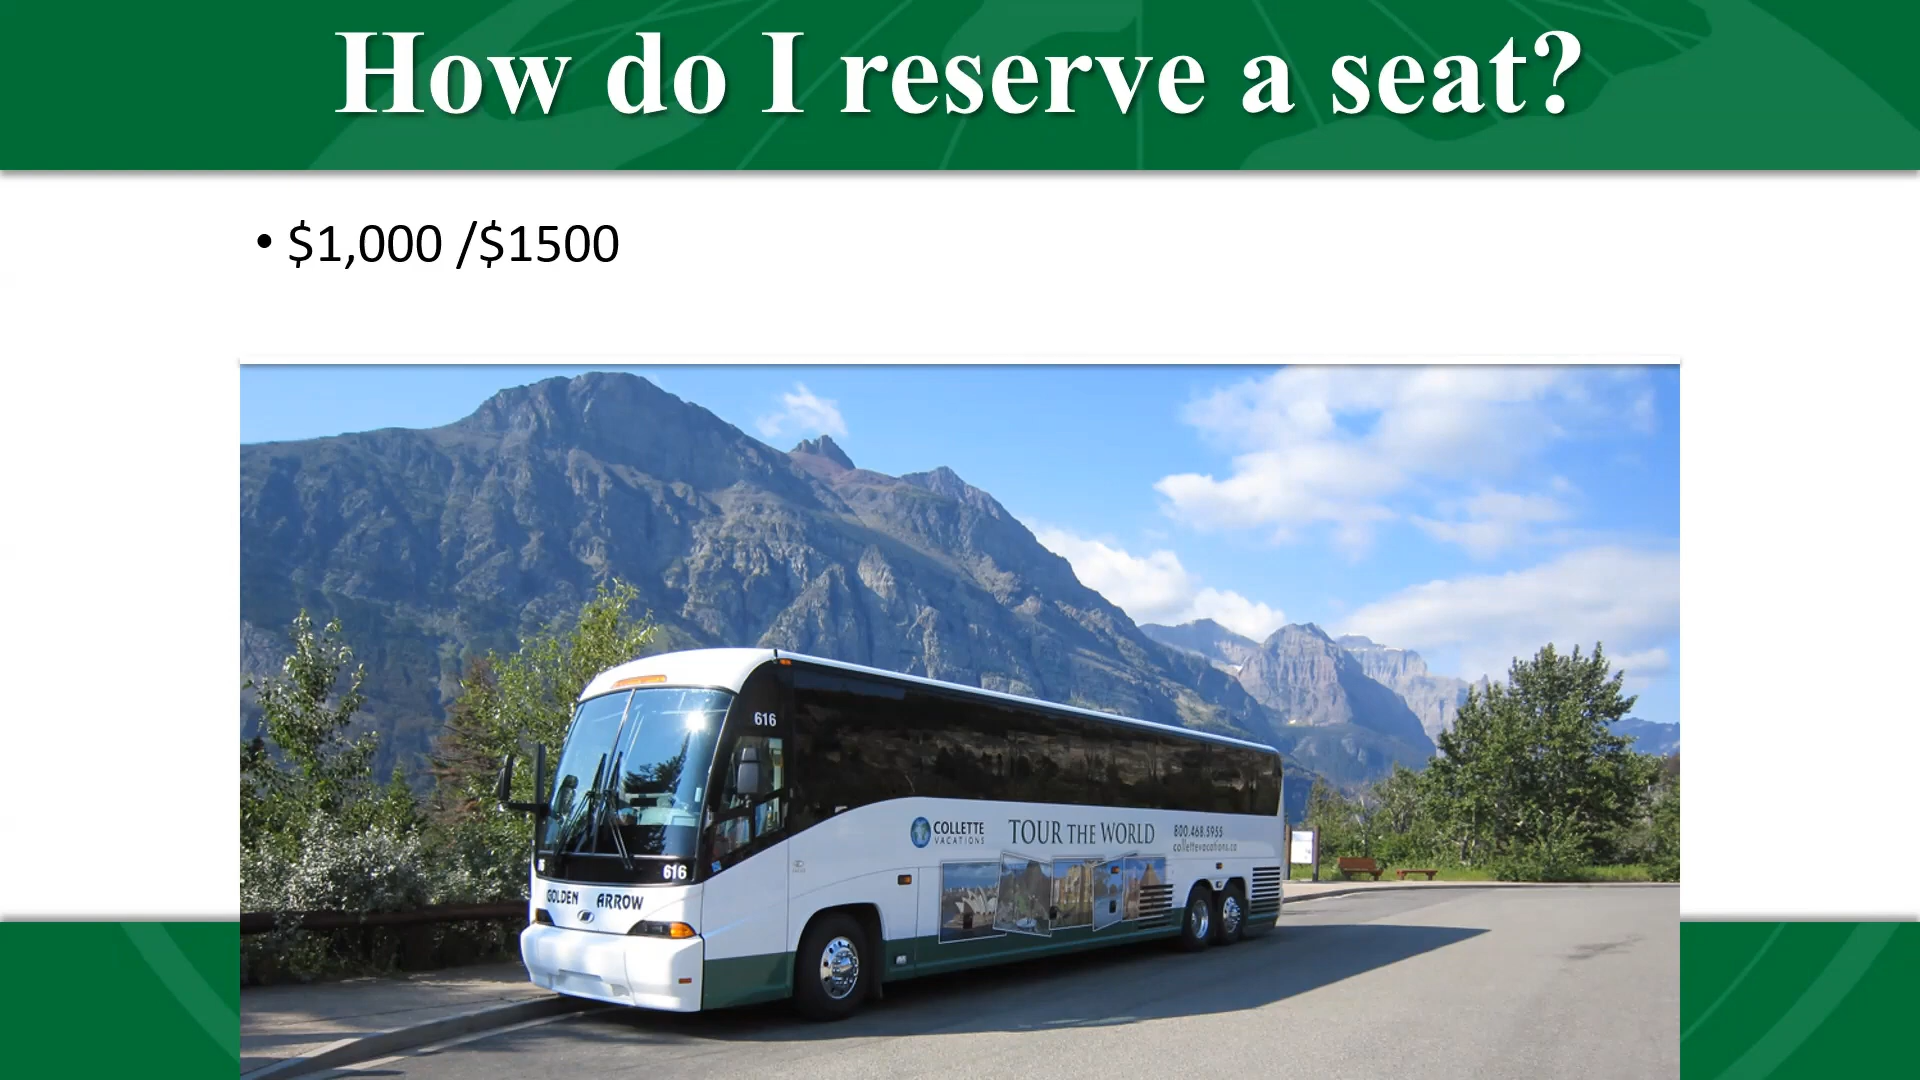 How do I reserve a seat?
• $1,000 /$1500
616
COLLETTE
VACATIONS
TOUR THE WORLD
800.468.5955
collettevacations.ca
616
GOLDEN ARROW